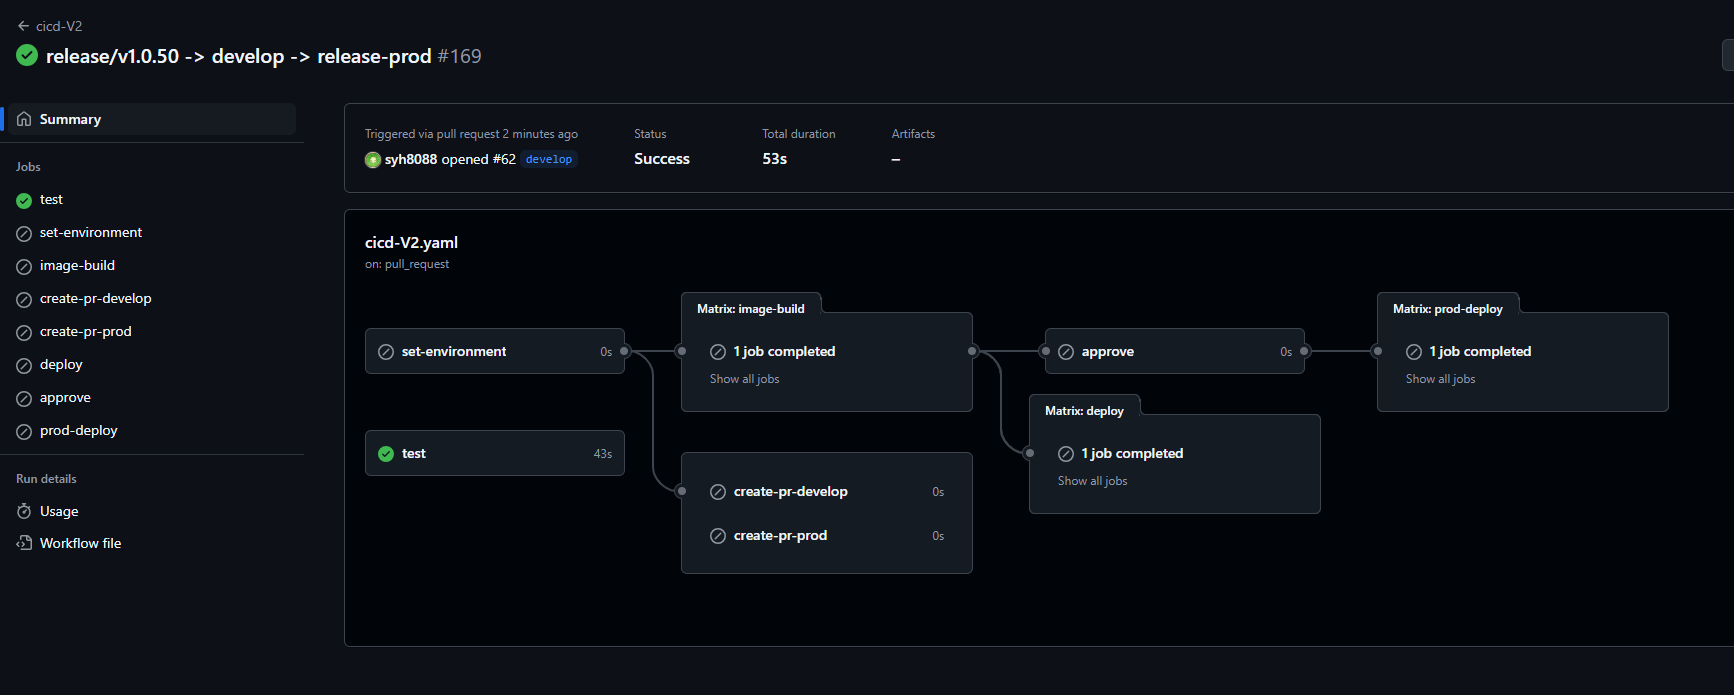 cicd-V2
release/v1.0.50 -> develop -> release-prod #169
Summary
Jobs
test
set-environment
image-build
create-pr-develop
create-pr-prod
deploy
approve
prod-deploy
Run details
Usage
Workflow file
Triggered via pull request 2 minutes ago
syh8088 opened #62 develop
Status
Success
Total duration
53s
Artifacts
–
cicd-V2.yaml
on: pull_request
set-environment 0s
test 43s
Matrix: image-build
1 job completed
Show all jobs
create-pr-develop 0s
create-pr-prod 0s
approve 0s
Matrix: deploy
1 job completed
Show all jobs
Matrix: prod-deploy
1 job completed
Show all jobs